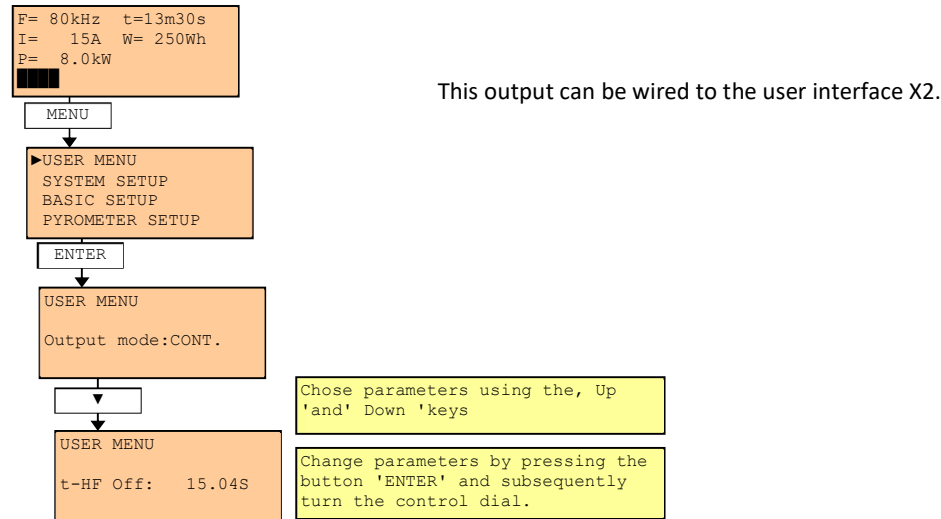 F= 80kHz t=13m30s
I= 15A W= 250Wh
P= 8.0kW
This output can be wired to the user interface X2.
MENU
►USER MENU
SYSTEM SETUP
BASIC SETUP
PYROMETER SETUP
ENTER
USER MENU
Output mode:CONT.
▼
Chose parameters using the, Up
'and' Down 'keys
USER MENU
t-HF Off: 15.04S
Change parameters by pressing the
button 'ENTER' and subsequently
turn the control dial.